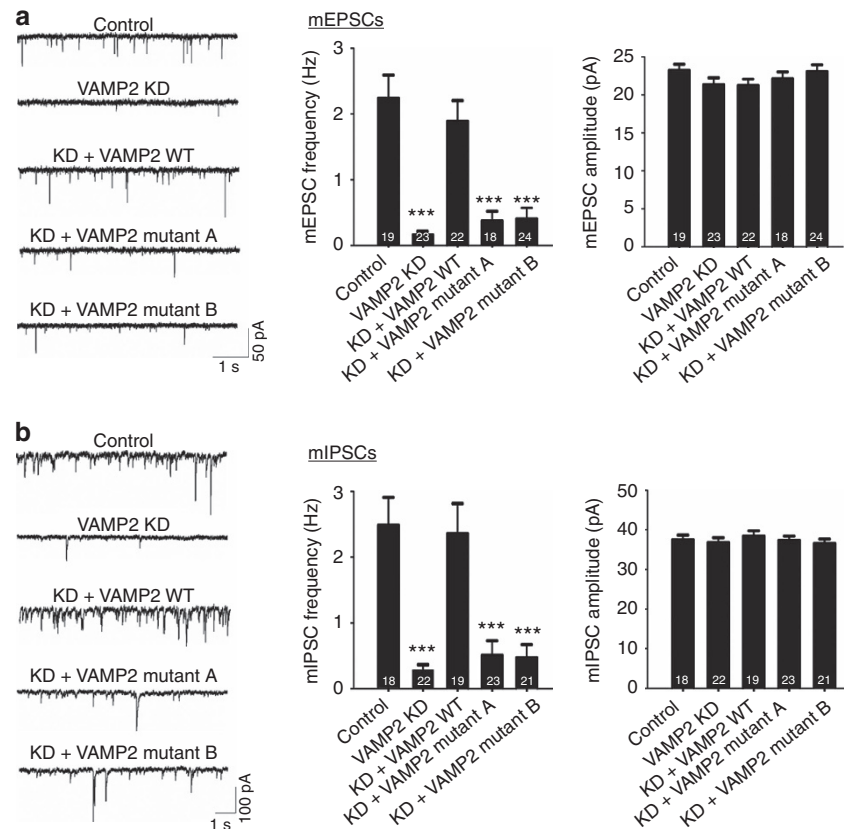 a
Control
VAMP2 KD
KD + VAMP2 WT
KD + VAMP2 mutant A
KD + VAMP2 mutant B
1 s
50 pA
mEPSCs
mEPSC frequency (Hz)
3
2
1
0
***
***
***
19
23
22
18
24
Control
VAMP2 KD
KD + VAMP2 WT
KD + VAMP2 mutant A
KD + VAMP2 mutant B
mEPSC amplitude (pA)
25
20
15
10
5
0
19
23
22
18
24
Control
VAMP2 KD
KD + VAMP2 WT
KD + VAMP2 mutant A
KD + VAMP2 mutant B
b
Control
VAMP2 KD
KD + VAMP2 WT
KD + VAMP2 mutant A
KD + VAMP2 mutant B
1 s
100 pA
mIPSCs
mIPSC frequency (Hz)
3
2
1
0
***
***
***
18
22
19
23
21
Control
VAMP2 KD
KD + VAMP2 WT
KD + VAMP2 mutant A
KD + VAMP2 mutant B
mIPSC amplitude (pA)
50
40
30
20
10
0
18
22
19
23
21
Control
VAMP2 KD
KD + VAMP2 WT
KD + VAMP2 mutant A
KD + VAMP2 mutant B